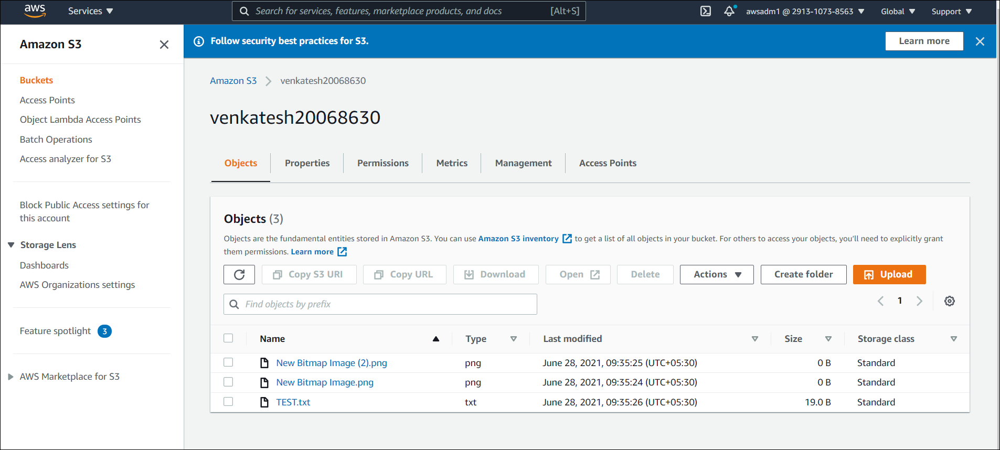 aws Services Search for services, features, marketplace products, and docs [Alt+S] awsadm1 @ 2913-1073-8563 Global Support
Amazon S3
Buckets
Access Points
Object Lambda Access Points
Batch Operations
Access analyzer for S3
Block Public Access settings for
this account
Storage Lens
Dashboards
AWS Organizations settings
Feature spotlight 3
AWS Marketplace for S3
Follow security best practices for S3. Learn more
Amazon S3 venkatesh20068630
venkatesh20068630
Objects Properties Permissions Metrics Management Access Points
Objects (3)
Objects are the fundamental entities stored in Amazon S3. You can use Amazon S3 inventory to get a list of all objects in your bucket. For others to access your objects, you'll need to explicitly grant
them permissions. Learn more
Copy S3 URI Copy URL Download Open Delete Actions Create folder Upload
Find objects by prefix 1
Name Type Last modified Size Storage class
New Bitmap Image (2).png png June 28, 2021, 09:35:25 (UTC+05:30) 0 B Standard
New Bitmap Image.png png June 28, 2021, 09:35:24 (UTC+05:30) 0 B Standard
TEST.txt txt June 28, 2021, 09:35:26 (UTC+05:30) 19.0 B Standard